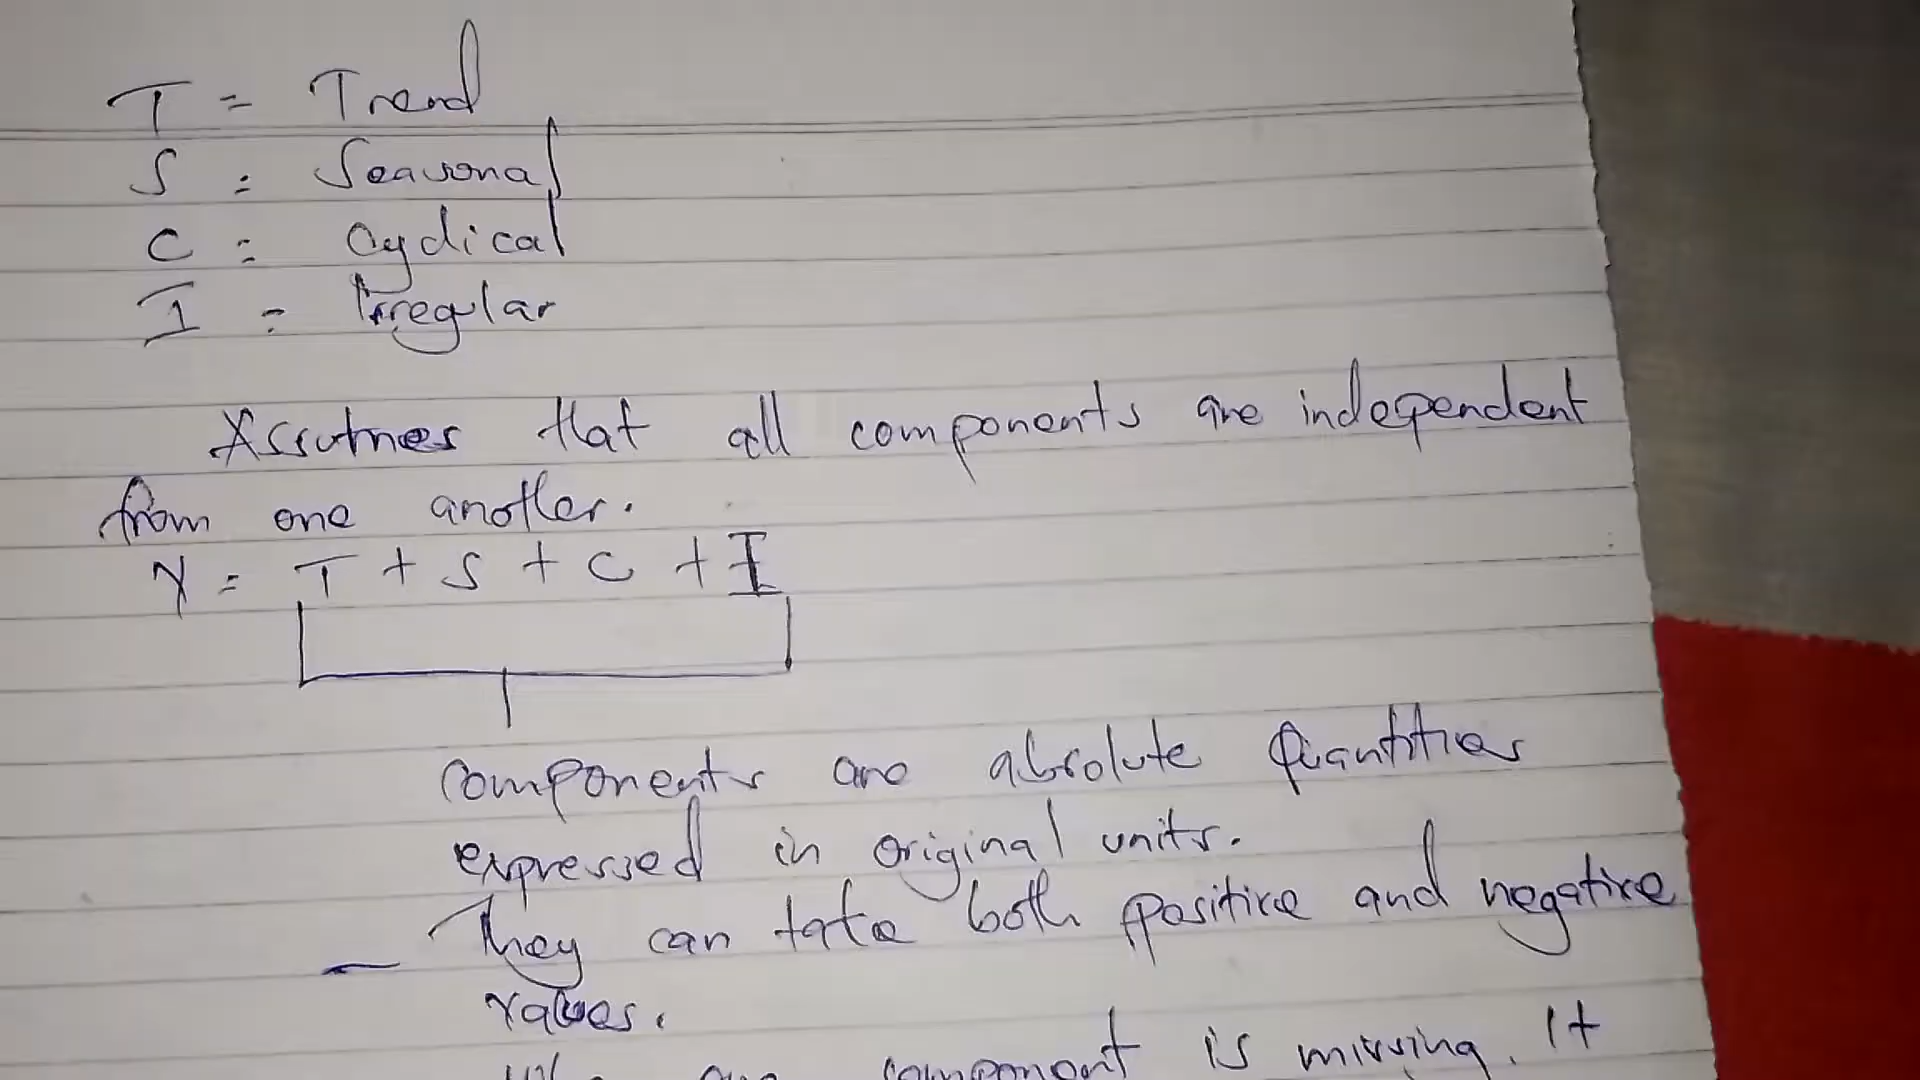 T = Trend
S = Seasonal
C = Cyclical
I = Irregular
Assumes that all components are independent
from one another.
Y = T + S + C + I
components are absolute quantities
expressed in original units.
– They can take both positive and negative
values.
component is missing, it